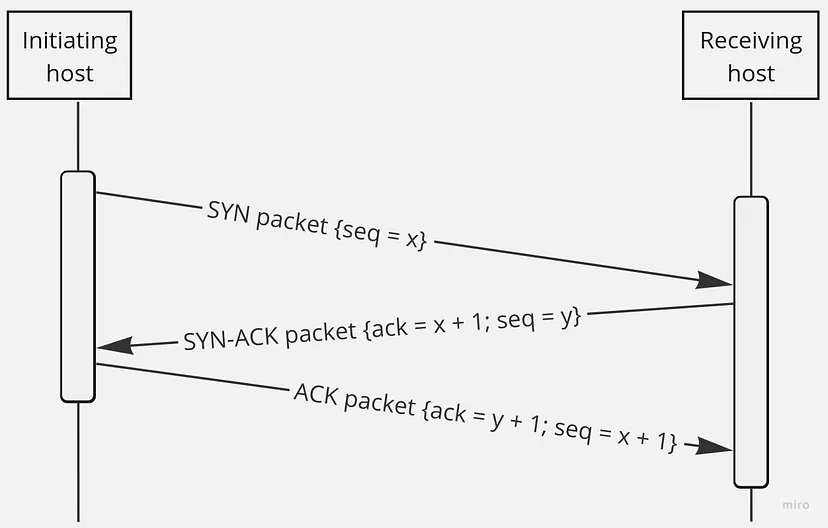 Initiating
host
Receiving
host
SYN packet {seq = x}
SYN-ACK packet {ack = x + 1; seq = y}
ACK packet {ack = y + 1; seq = x + 1}
miro